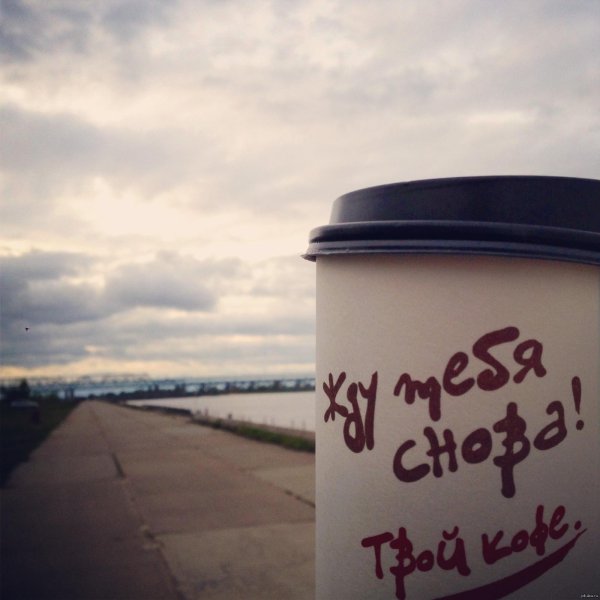 Жду тебя
снова!
Твой кофе.